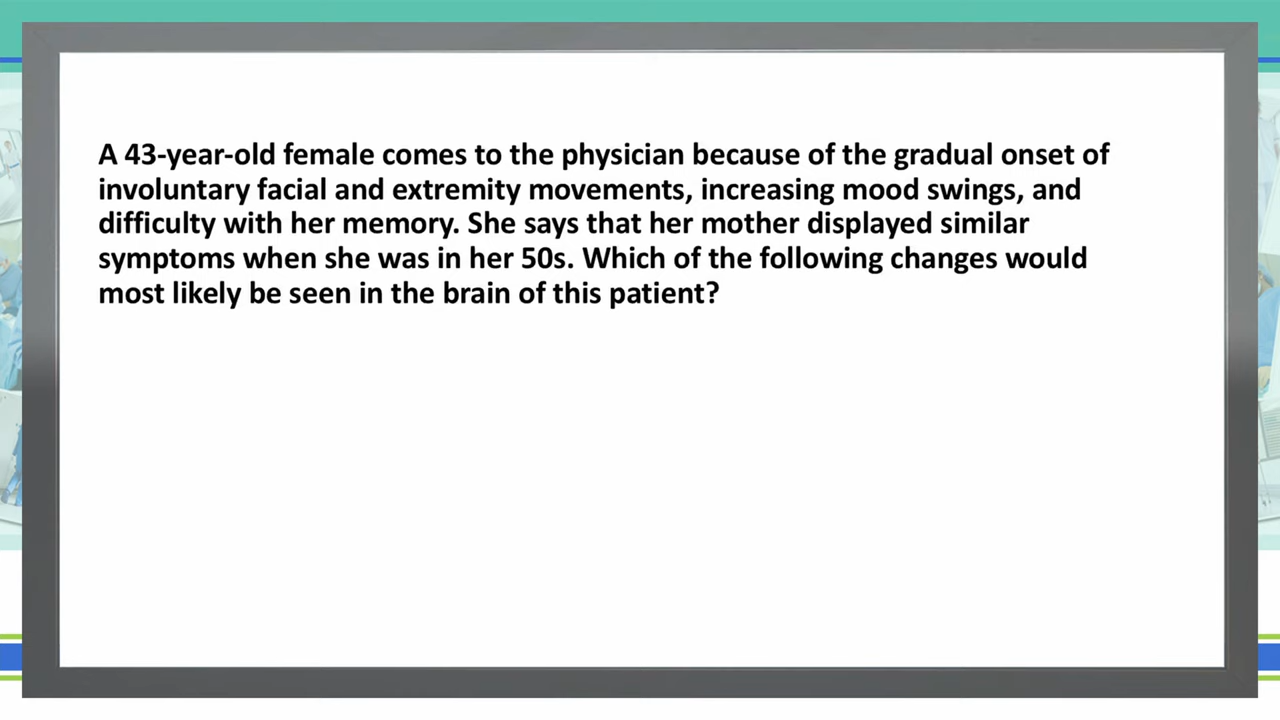 A 43-year-old female comes to the physician because of the gradual onset of
involuntary facial and extremity movements, increasing mood swings, and
difficulty with her memory. She says that her mother displayed similar
symptoms when she was in her 50s. Which of the following changes would
most likely be seen in the brain of this patient?